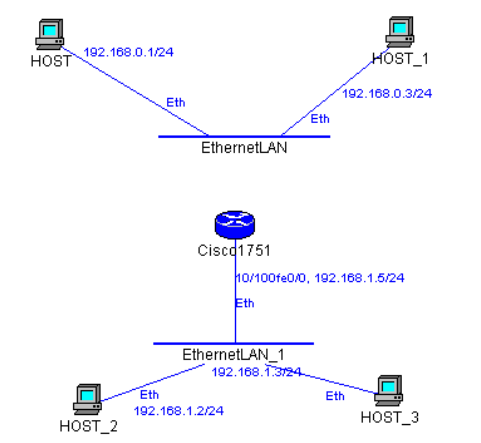 HOST
192.168.0.1/24
HOST_1
192.168.0.3/24
Eth
Eth
EthernetLAN
Cisco1751
10/100fe0/0, 192.168.1.5/24
Eth
EthernetLAN_1
192.168.1.3/24
Eth
Eth
192.168.1.2/24
HOST_2
HOST_3